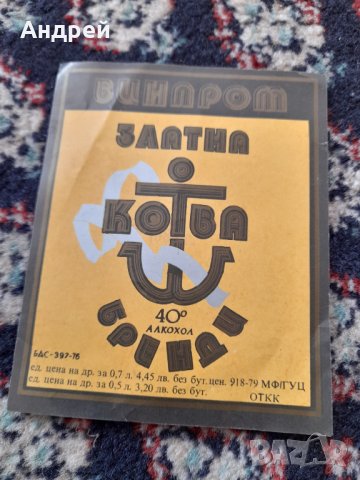 Андрей
ВИНПРОМ
ЗЛАТНА
КОТВА
40°
АЛКОХОЛ
БРЕНДИ
БДС-397-76
ед. цена на др. за 0,7 л. 4,45 лв. без бут. цен. 918-79 МФГУЦ
ед. цена на др. за 0,5 л. 3,20 лв. без бут. ОТКК
BAZAR